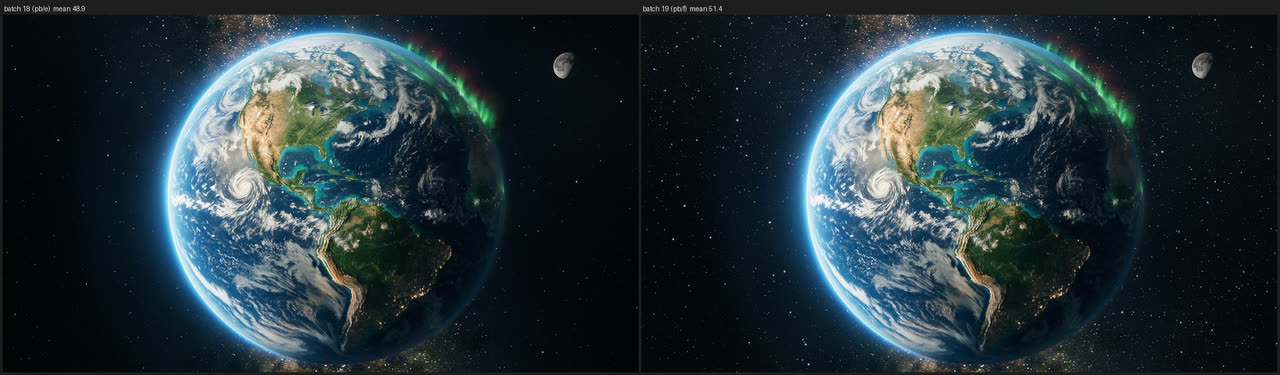 batch 18 (pb/e) mean 48.9
batch 19 (pb/f) mean 51.4